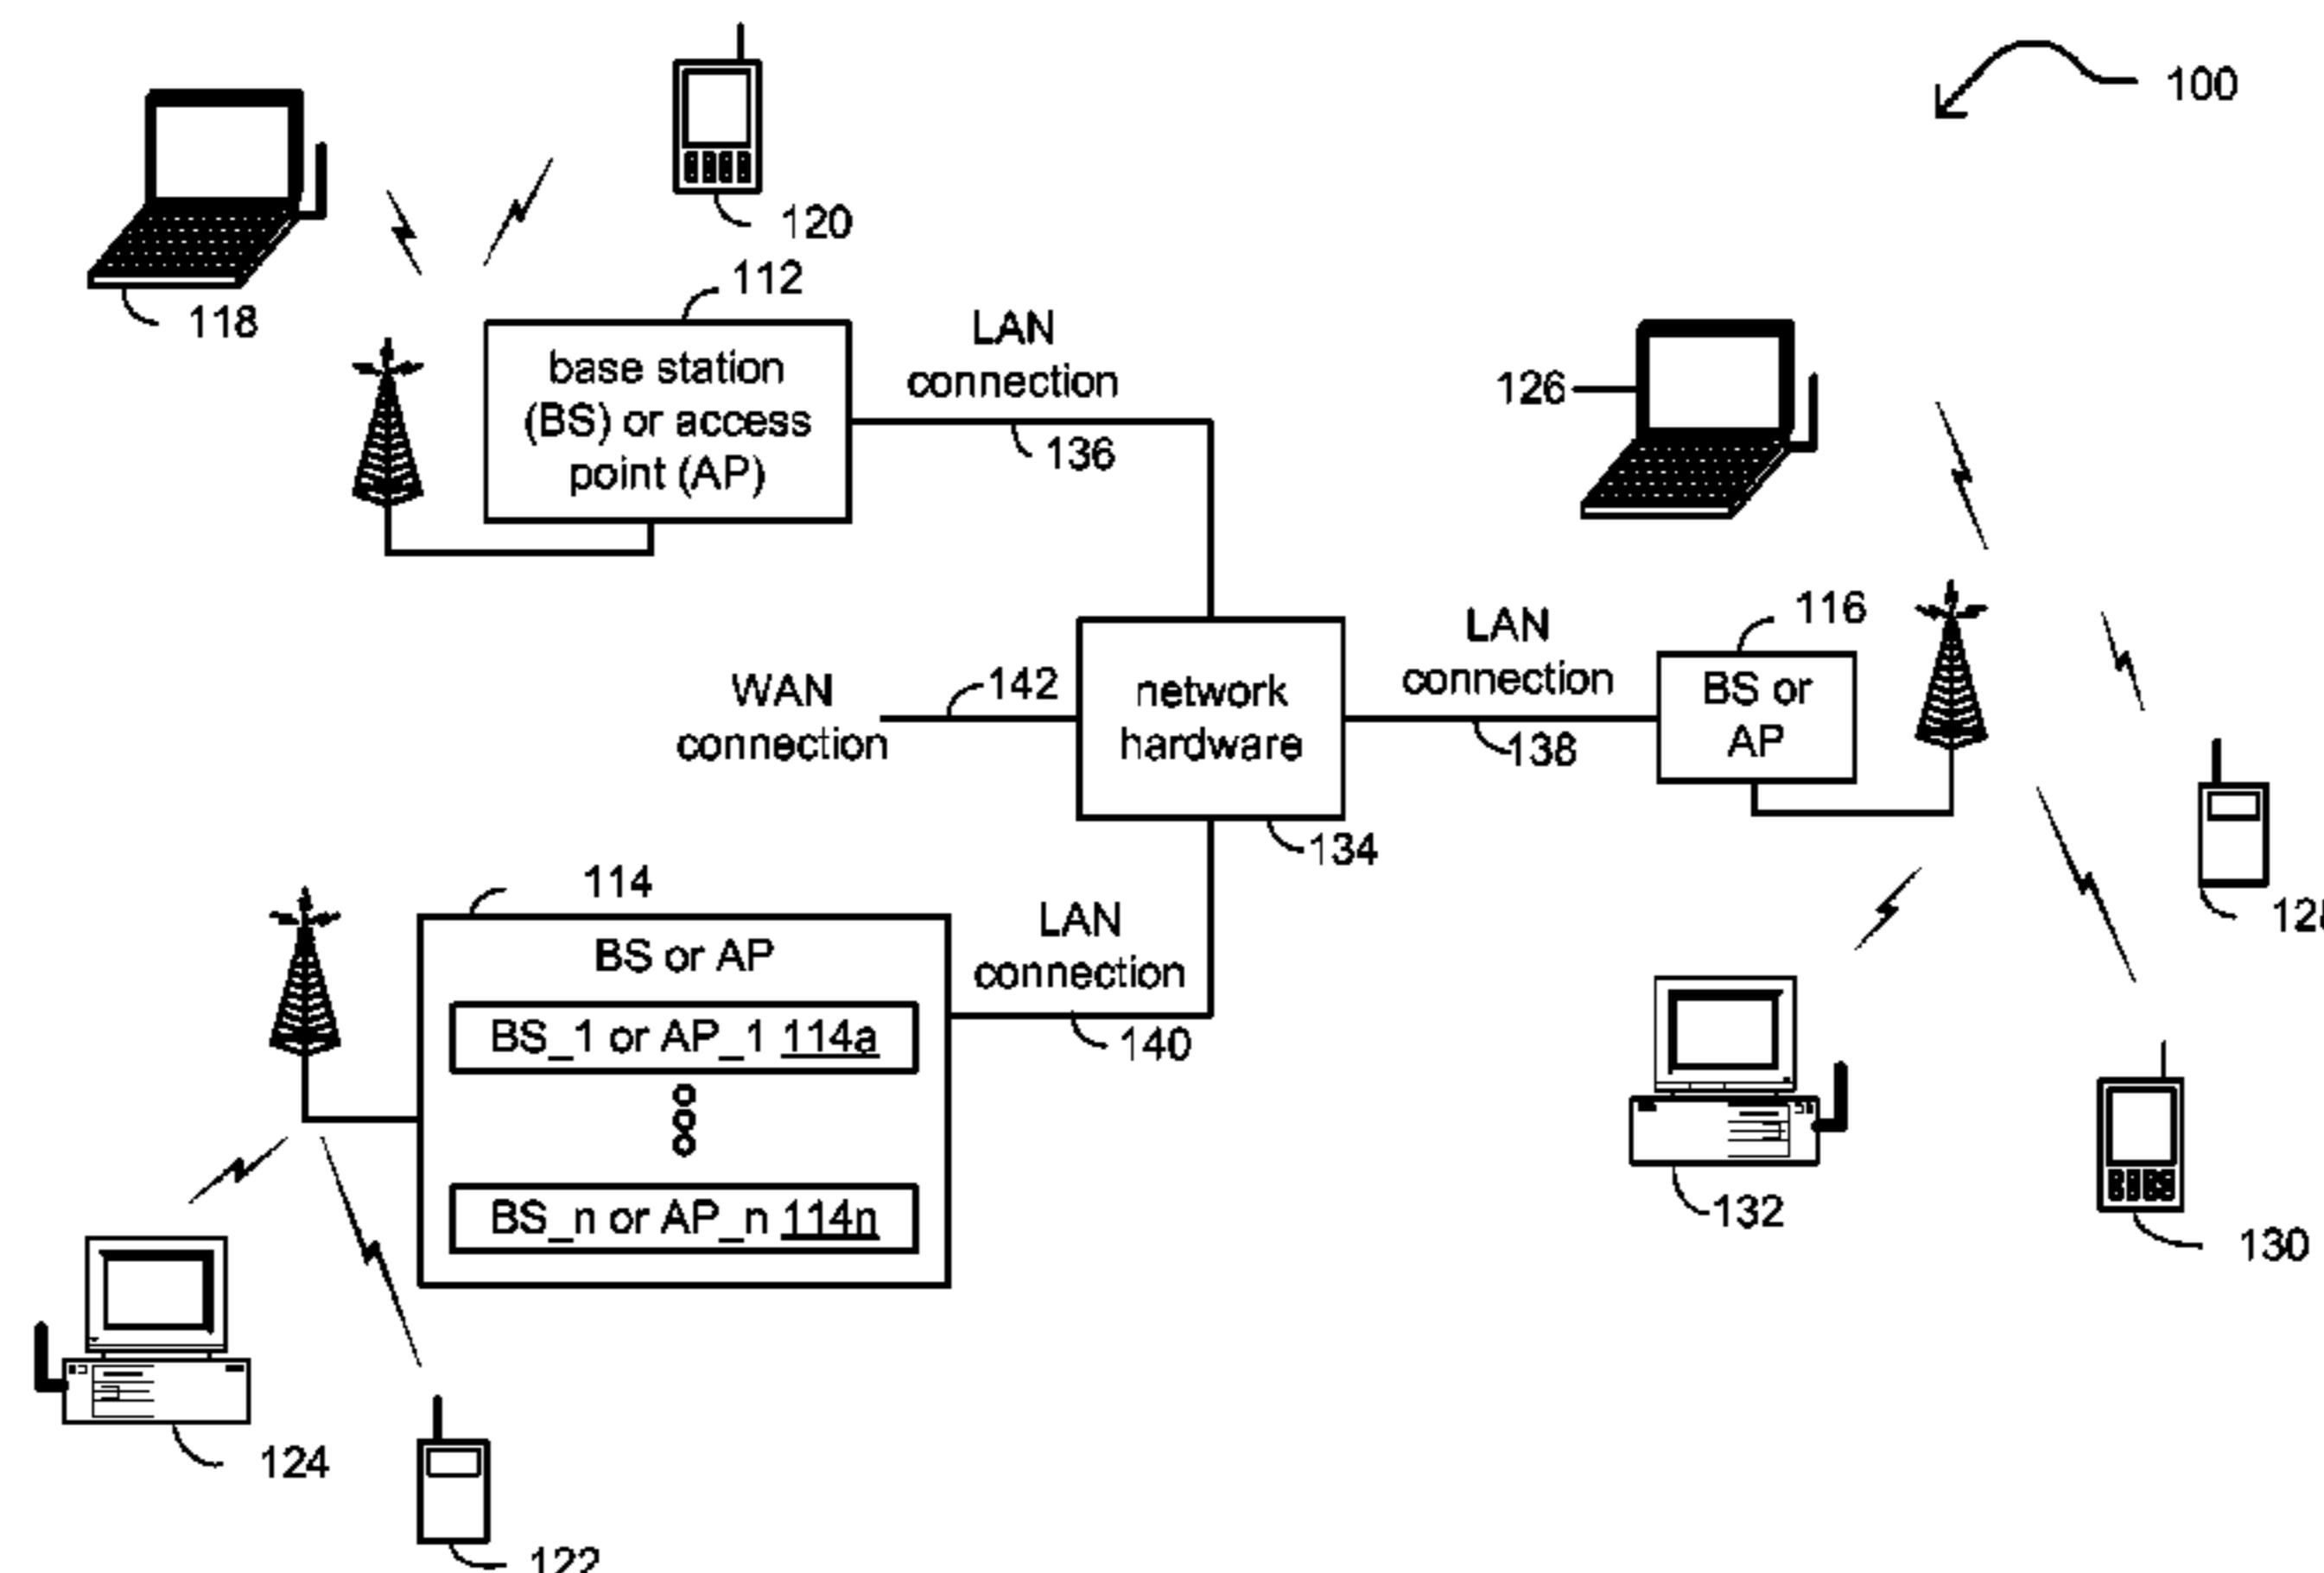 100
120
112
118
base station
(BS) or access
point (AP)
LAN
connection
136
126
116
LAN
connection
138
BS or
AP
WAN
connection
142
network
hardware
134
114
BS or AP
BS_1 or AP_1 114a
BS_n or AP_n 114n
LAN
connection
140
132
130
124
122